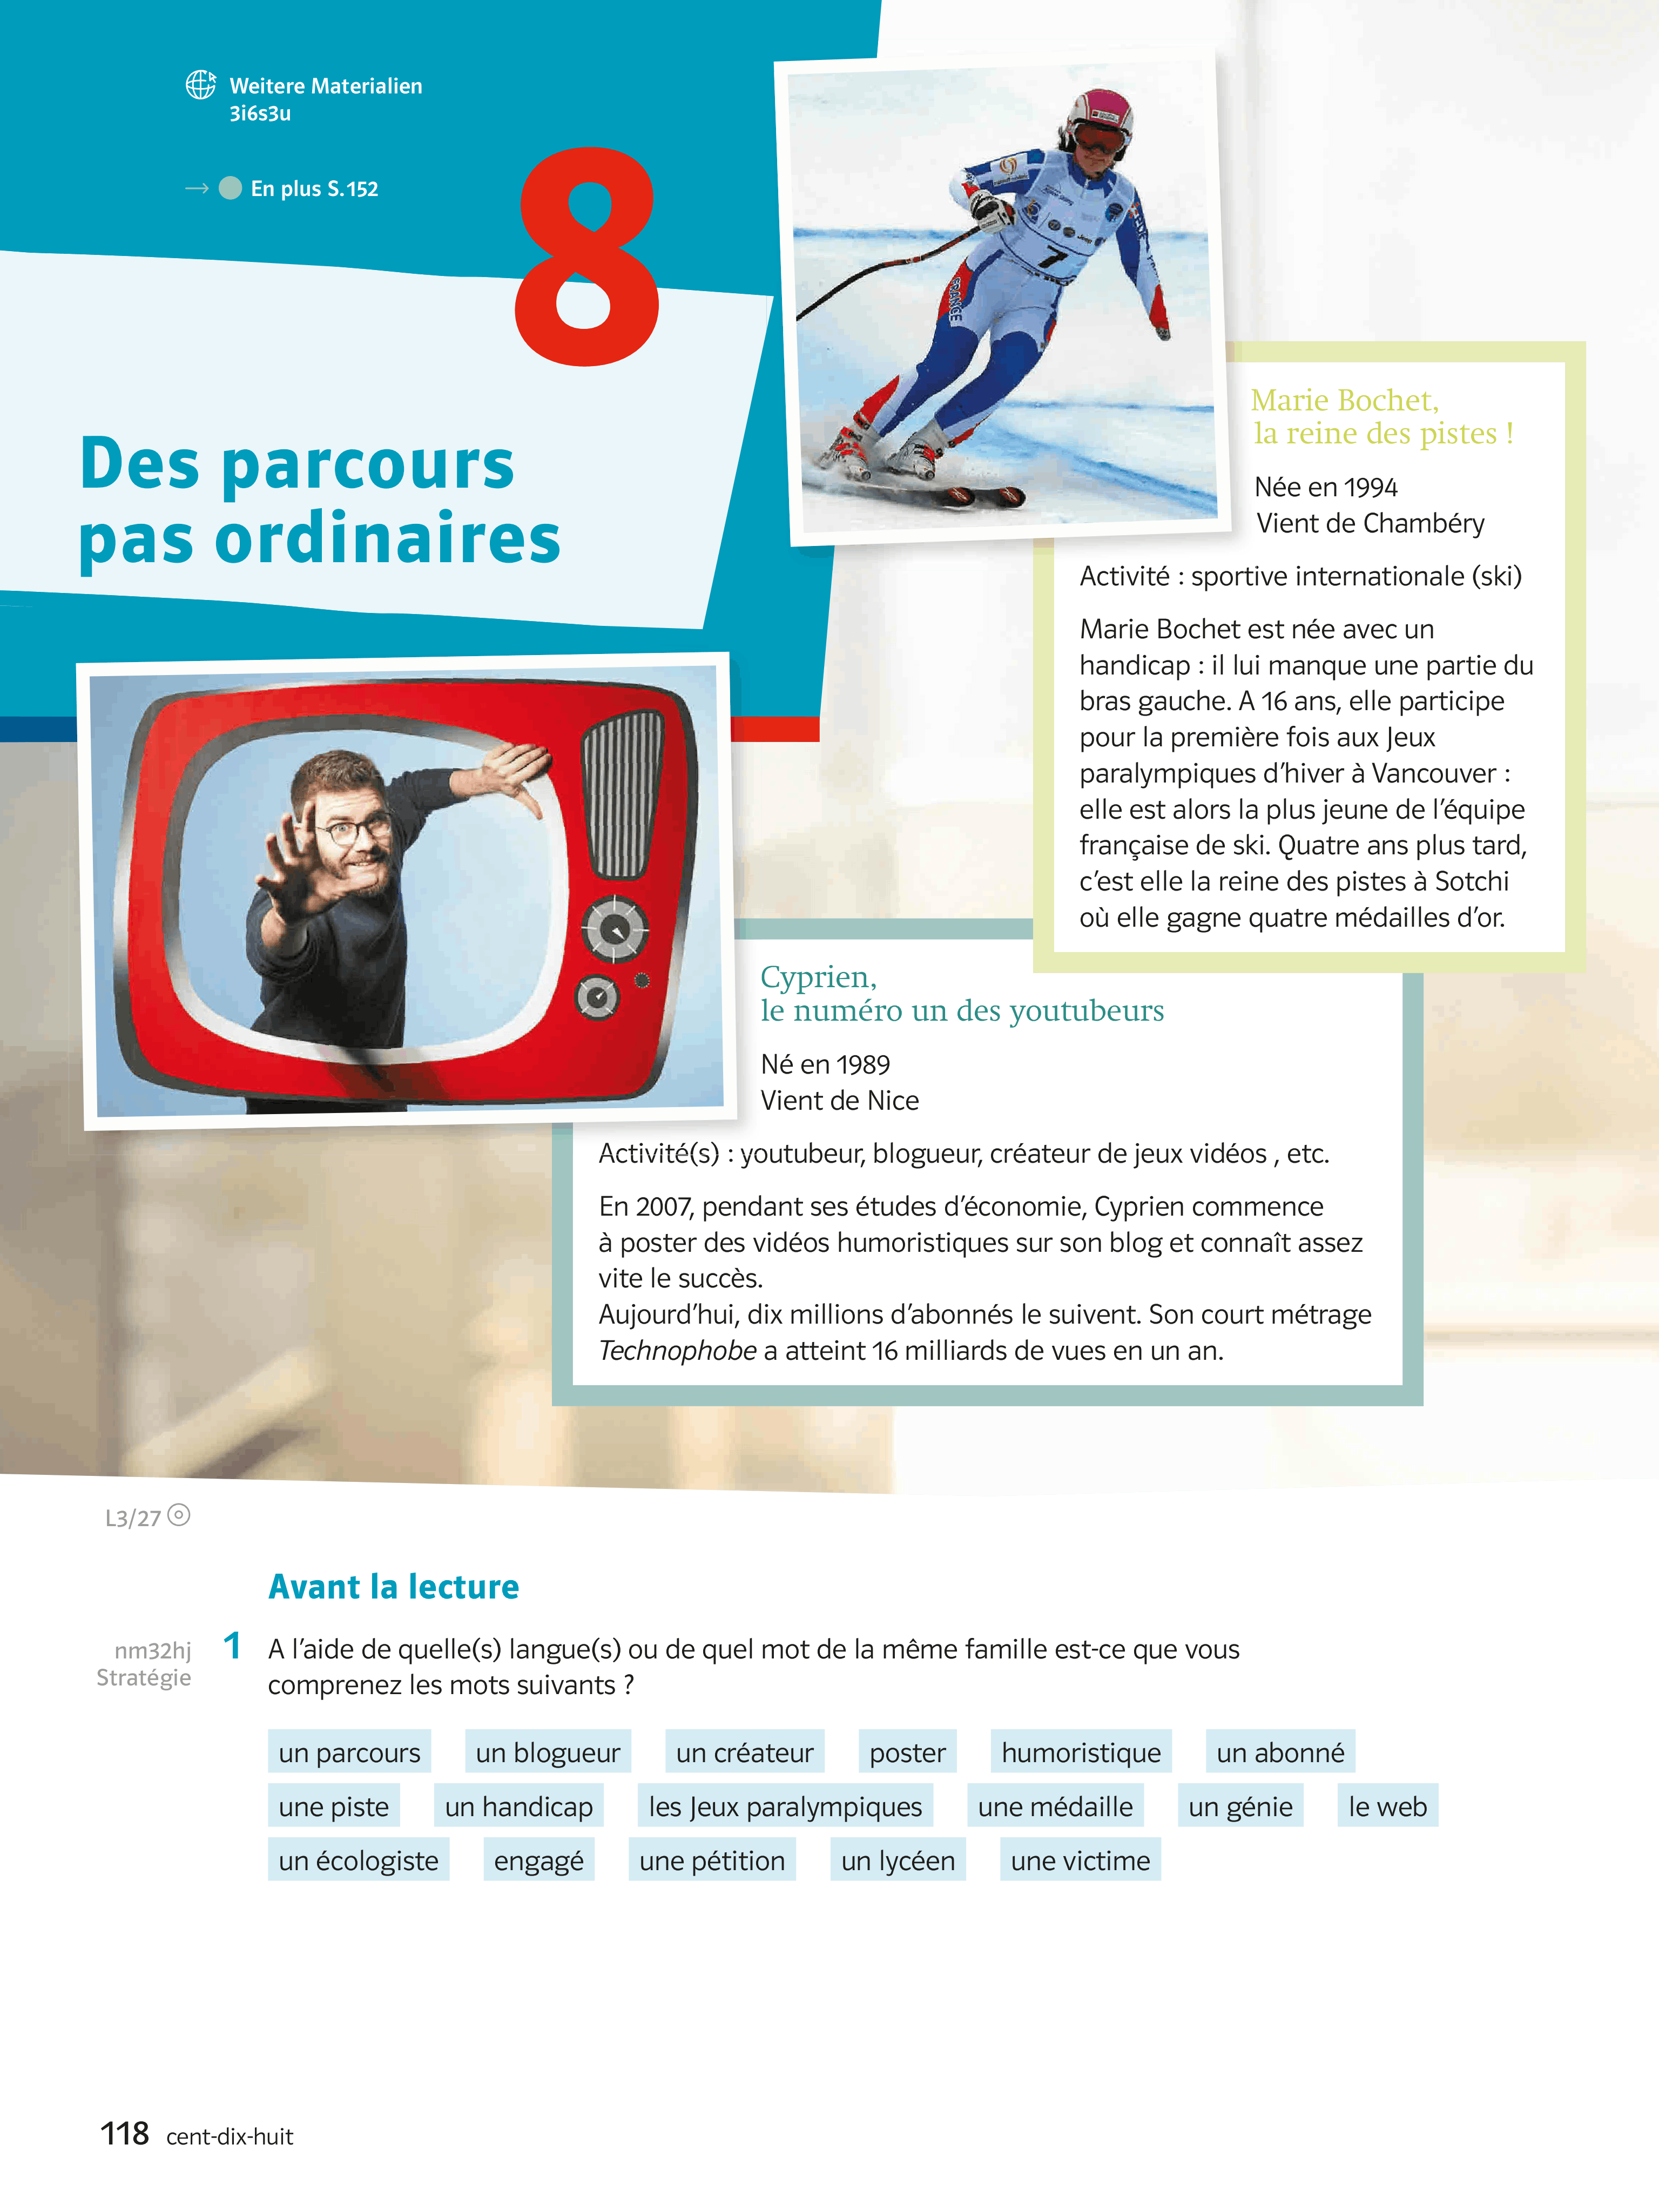 Weitere Materialien
3i6s3u
→ En plus S. 152
8
Des parcours
pas ordinaires
FRANCE
7
Marie Bochet,
la reine des pistes !
Née en 1994
Vient de Chambéry
Activité : sportive internationale (ski)
Marie Bochet est née avec un
handicap : il lui manque une partie du
bras gauche. A 16 ans, elle participe
pour la première fois aux Jeux
paralympiques d’hiver à Vancouver :
elle est alors la plus jeune de l’équipe
française de ski. Quatre ans plus tard,
c’est elle la reine des pistes à Sotchi
où elle gagne quatre médailles d’or.
Cyprien,
le numéro un des youtubeurs
Né en 1989
Vient de Nice
Activité(s) : youtubeur, blogueur, créateur de jeux vidéos , etc.
En 2007, pendant ses études d’économie, Cyprien commence
à poster des vidéos humoristiques sur son blog et connaît assez
vite le succès.
Aujourd’hui, dix millions d’abonnés le suivent. Son court métrage
Technophobe a atteint 16 milliards de vues en un an.
L3/27
Avant la lecture
nm32hj
Stratégie
1 A l’aide de quelle(s) langue(s) ou de quel mot de la même famille est-ce que vous
comprenez les mots suivants ?
un parcours un blogueur un créateur poster humoristique un abonné
une piste un handicap les Jeux paralympiques une médaille un génie le web
un écologiste engagé une pétition un lycéen une victime
118 cent-dix-huit